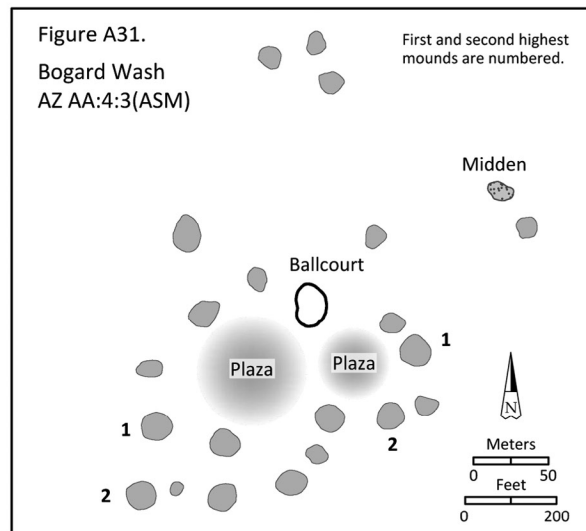 Figure A31.
Bogard Wash
AZ AA:4:3(ASM)
First and second highest
mounds are numbered.
Midden
Ballcourt
Plaza
Plaza
1
1
2
2
N
Meters
0 50
Feet
0 200